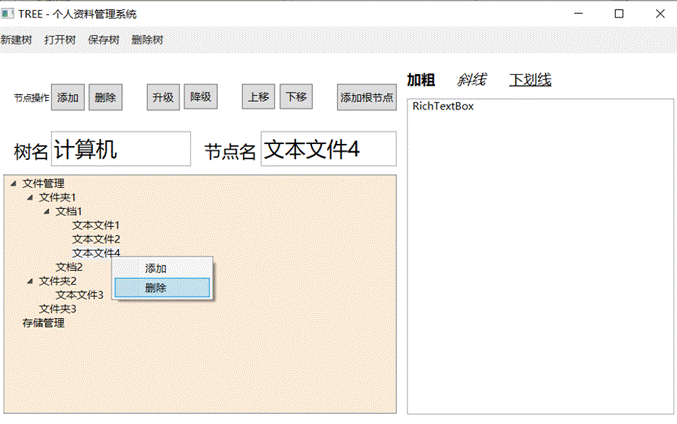 TREE - 个人资料管理系统
新建树 打开树 保存树 删除树
节点操作 添加 删除 升级 降级 上移 下移 添加根节点
加粗 斜线 下划线
RichTextBox
树名 计算机 节点名 文本文件4
文件管理
文件夹1
文档1
文本文件1
文本文件2
文本文件4
文档2
文件夹2
文本文件3
文件夹3
存储管理
添加
删除